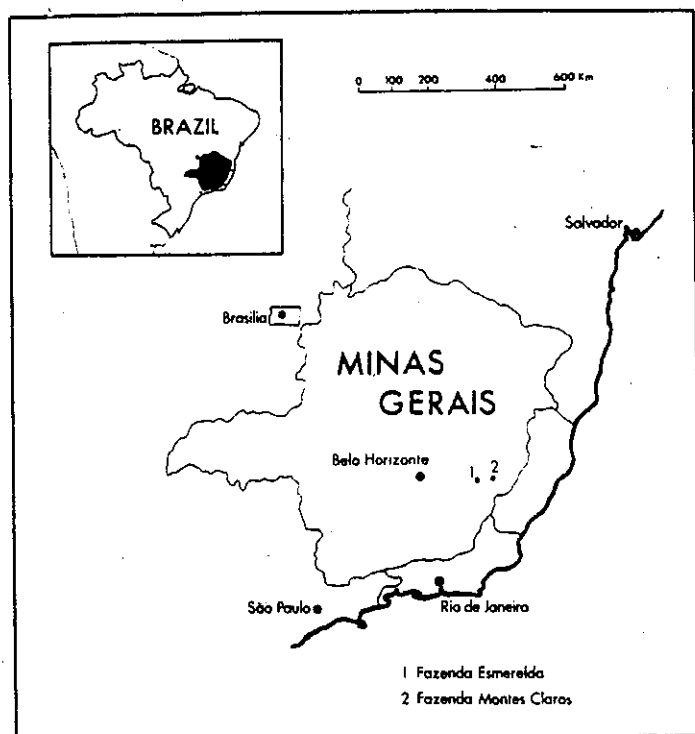 BRAZIL
0 100 200 400 600 Km
Salvador
Brasilia
MINAS
GERAIS
Belo Horizonte
1 2
São Paulo
Rio de Janeiro
1 Fazenda Esmerelda
2 Fazenda Montes Claros